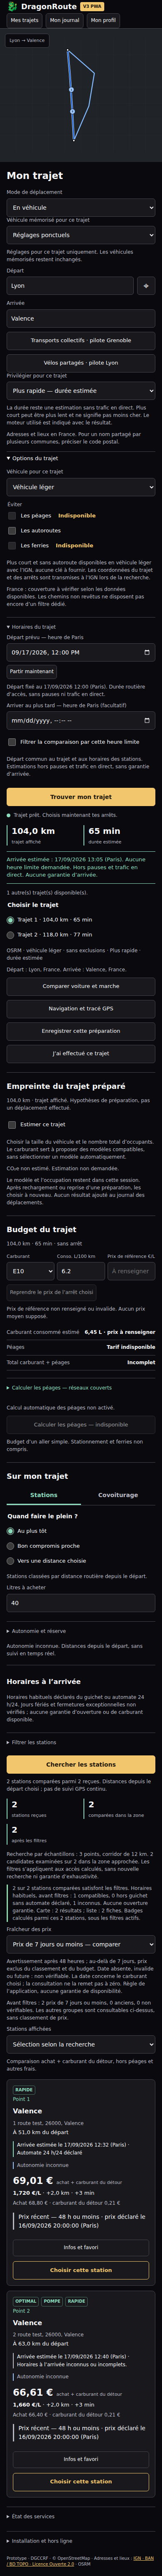 DragonRoute V3 PWA
Mes trajets
Mon journal
Mon profil
Lyon → Valence
Mon trajet
Mode de déplacement
En véhicule
Véhicule mémorisé pour ce trajet
Réglages ponctuels
Réglages pour ce trajet uniquement. Les véhicules
mémorisés restent inchangés.
Départ
Lyon
Arrivée
Valence
Transports collectifs · pilote Grenoble
Vélos partagés · pilote Lyon
Privilégier pour ce trajet
Plus rapide — durée estimée
La durée reste une estimation sans trafic en direct. Plus
court peut être plus lent et ne signifie pas moins cher. Le
moteur utilisé est indiqué avec le résultat.
Adresses et lieux en France. Pour un nom partagé par
plusieurs communes, préciser le code postal.
▼ Options du trajet
Véhicule pour ce trajet
Véhicule léger
Éviter
Les péages Indisponible
Les autoroutes
Les ferries Indisponible
Plus court et sans autoroute disponibles en véhicule léger
avec l'IGN, aucune clé à fournir. Les coordonnées du trajet
et des arrêts sont transmises à l'IGN lors de la recherche.
France : couverture à vérifier selon les données
disponibles. Les chemins non revêtus ne disposent pas
encore d'un filtre dédié.
▼ Horaires du trajet
Départ prévu — heure de Paris
09/17/2026, 12:00 PM
Partir maintenant
Départ fixé au 17/09/2026 12:00 (Paris). Durée routière
d'accès, sans pauses ni trafic en direct.
Arriver au plus tard — heure de Paris (facultatif)
mm/dd/yyyy, --:-- --
Filtrer la comparaison par cette heure limite
Départ commun au trajet et aux horaires des stations.
Estimations hors pauses et trafic en direct, sans garantie
d'arrivée.
Trouver mon trajet
Trajet prêt. Choisis maintenant tes arrêts.
104,0 km
trajet affiché
65 min
durée estimée
Arrivée estimée : 17/09/2026 13:05 (Paris). Aucune
heure limite demandée. Hors pauses et trafic en
direct. Aucune garantie d'arrivée.
1 autre(s) trajet(s) disponible(s).
Choisir le trajet
Trajet 1 · 104,0 km · 65 min
Trajet 2 · 118,0 km · 77 min
OSRM · véhicule léger · sans exclusions · Plus rapide ·
durée estimée
Départ : Lyon, France. Arrivée : Valence, France.
Comparer voiture et marche
Navigation et tracé GPS
Enregistrer cette préparation
J'ai effectué ce trajet
Empreinte du trajet préparé
104,0 km · trajet affiché. Hypothèses de préparation, pas
un déplacement effectué.
Estimer ce trajet
Choisir la taille du véhicule et le nombre total d'occupants.
Le carburant sert à proposer des modèles compatibles,
sans sélectionner un modèle automatiquement.
CO₂e non estimé. Estimation non demandée.
Le modèle et l'occupation restent dans cette session.
Après rechargement ou reprise d'une préparation, les
choisir à nouveau. Aucun résultat ajouté au journal des
déplacements.
Budget du trajet
104,0 km · 65 min · sans arrêt
Carburant
Conso. L/100 km
Prix de référence €/L
E10
6.2
À renseigner
Reprendre le prix de l'arrêt choisi
Prix de référence non renseigné ou invalide. Aucun prix
moyen supposé.
Carburant consommé estimé 6,45 L · prix à renseigner
Péages Tarif indisponible
Total carburant + péages Incomplet
▸ Calculer les péages — réseaux couverts
Calcul automatique des péages non activé.
Calculer les péages — indisponible
Budget d'un aller simple. Stationnement et ferries non
compris.
Sur mon trajet
Stations
Covoiturage
Quand faire le plein ?
Au plus tôt
Bon compromis proche
Vers une distance choisie
Stations classées par distance routière depuis le départ.
Litres à acheter
40
▸ Autonomie et réserve
Autonomie inconnue. Distances depuis le départ, sans
suivi en temps réel.
Horaires à l'arrivée
Horaires habituels déclarés du guichet ou automate 24
h/24. Jours fériés et fermetures exceptionnelles non
vérifiés : aucune garantie d'ouverture ou de carburant
disponible.
▸ Filtrer les stations
Chercher les stations
2 stations comparées parmi 2 reçues. Distances depuis le
départ choisi ; pas de suivi GPS continu.
2
stations reçues
2
comparées dans la zone
2
après les filtres
Recherche par échantillons : 3 points, corridor de 12 km. 2
candidates examinées sur 2 dans la zone approchée. Les
filtres s'appliquent aux accès calculés, sans nouvelle
recherche ni garantie d'exhaustivité.
2 sur 2 stations comparées satisfont les filtres. Horaires
habituels, avant filtres : 1 compatibles, 0 hors guichet
sans automate déclaré, 1 inconnus. Aucune ouverture
garantie. Carte : 2 résultats ; liste : 2 fiches. Badges
calculés parmi ces 2 stations, sous les filtres actifs.
Fraîcheur des prix
Prix de 7 jours ou moins — comparer
Avertissement après 48 heures ; au-delà de 7 jours, prix
exclu du classement et du budget. Date absente, invalide
ou future : non vérifiable. La date concerne le carburant
choisi ; la consultation ne la remet pas à zéro. Règle de
l'application, aucune garantie de disponibilité.
Avant filtres : 2 prix de 7 jours ou moins, 0 anciens, 0 non
vérifiables. Les autres groupes sont consultables ci-dessus,
sans classement de prix.
Stations affichées
Sélection selon la recherche
Comparaison achat + carburant du détour, hors péages et
autres frais.
RAPIDE
Point 1
Valence
1 route test, 26000, Valence
À 51,0 km du départ
Arrivée estimée le 17/09/2026 12:32 (Paris) ·
Automate 24 h/24 déclaré
Autonomie inconnue
69,01 € achat + carburant du détour
1,720 €/L · +2,0 km · +3 min
Achat 68,80 € · carburant du détour 0,21 €
Prix récent — 48 h ou moins · prix déclaré le
16/09/2026 20:00:00 (Paris)
Infos et favori
Choisir cette station
OPTIMAL POMPE RAPIDE
Point 2
Valence
2 route test, 26000, Valence
À 63,0 km du départ
Arrivée estimée le 17/09/2026 12:40 (Paris) ·
Horaires à l'arrivée inconnus ou incomplets.
Autonomie inconnue
66,61 € achat + carburant du détour
1,660 €/L · +2,0 km · +3 min
Achat 66,40 € · carburant du détour 0,21 €
Prix récent — 48 h ou moins · prix déclaré le
16/09/2026 20:00:00 (Paris)
Infos et favori
Choisir cette station
▸ État des services
▸ Installation et hors ligne
Prototype · DGCCRF · © OpenStreetMap · Adresses et lieux : IGN · BAN
/ BD TOPO · Licence Ouverte 2.0 · OSRM